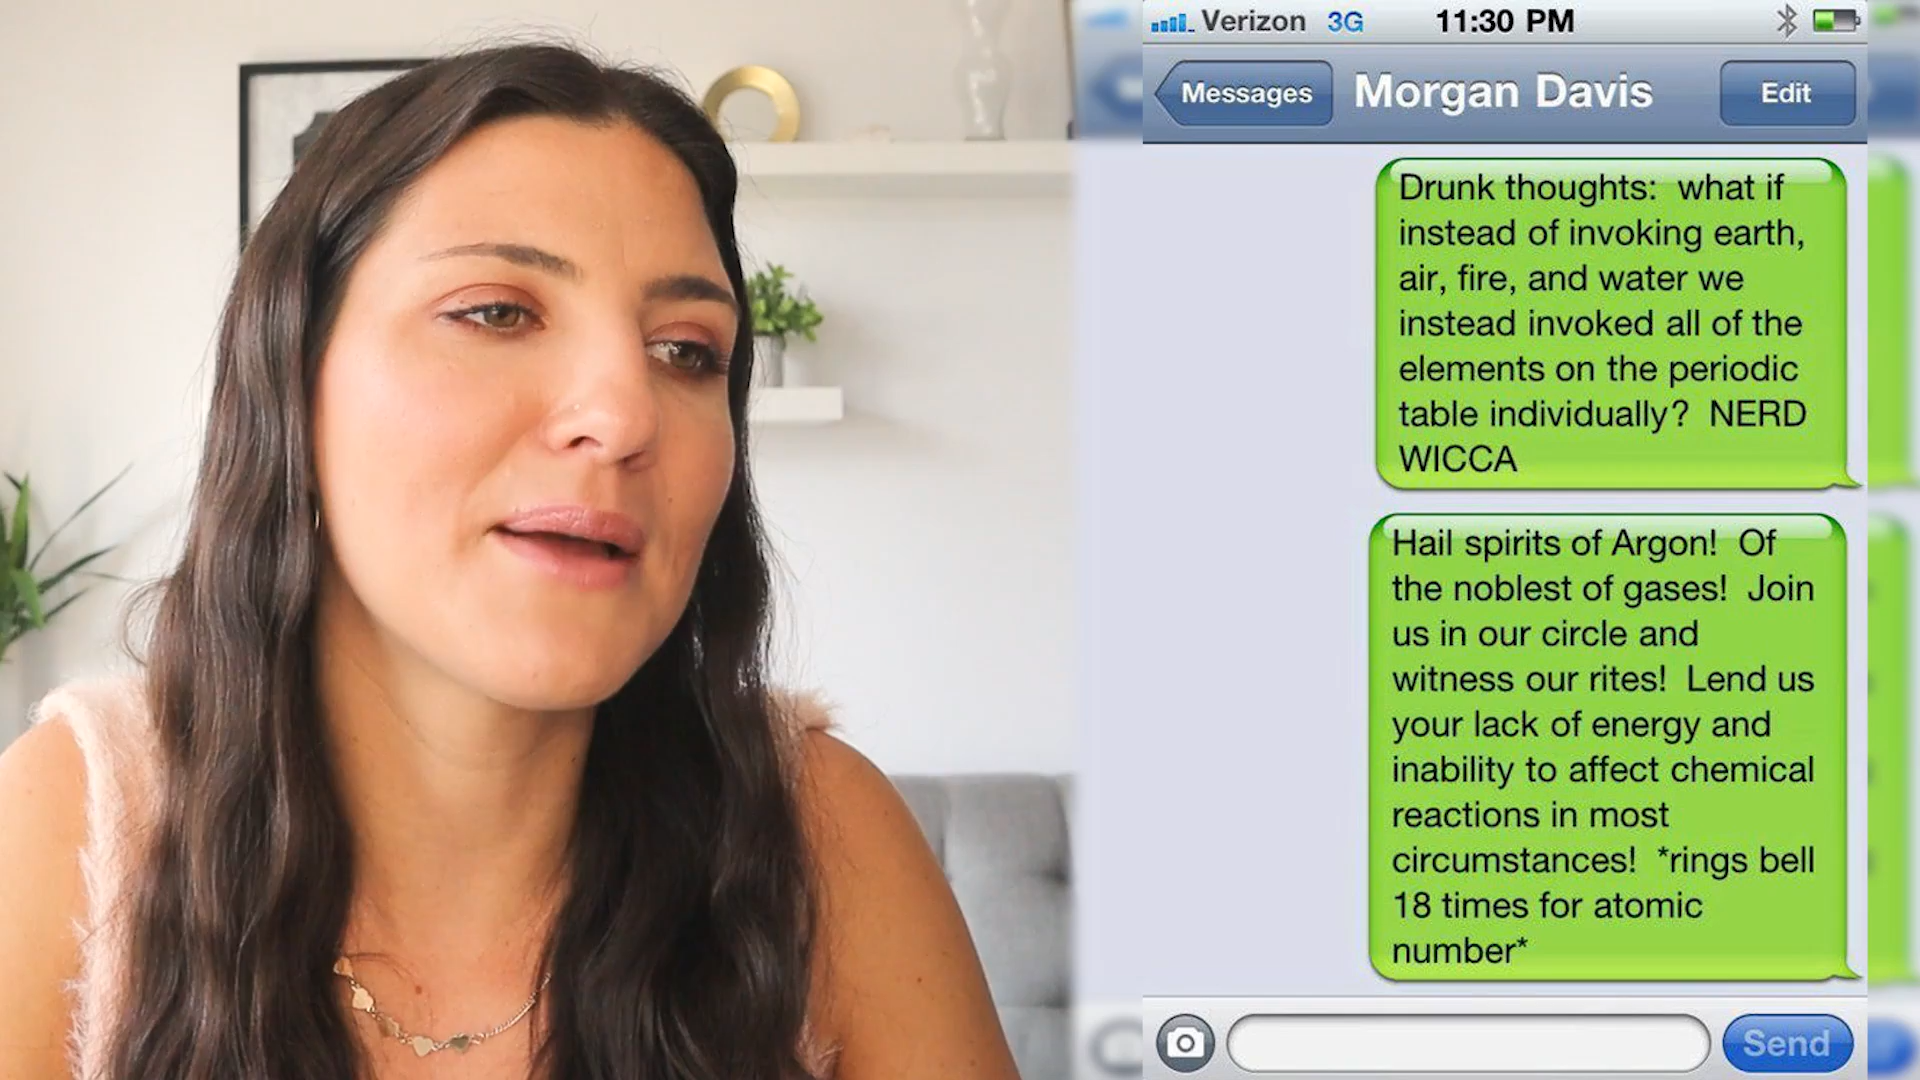 Verizon 3G 11:30 PM
Messages Morgan Davis Edit
Drunk thoughts: what if
instead of invoking earth,
air, fire, and water we
instead invoked all of the
elements on the periodic
table individually? NERD
WICCA
Hail spirits of Argon! Of
the noblest of gases! Join
us in our circle and
witness our rites! Lend us
your lack of energy and
inability to affect chemical
reactions in most
circumstances! *rings bell
18 times for atomic
number*
Send